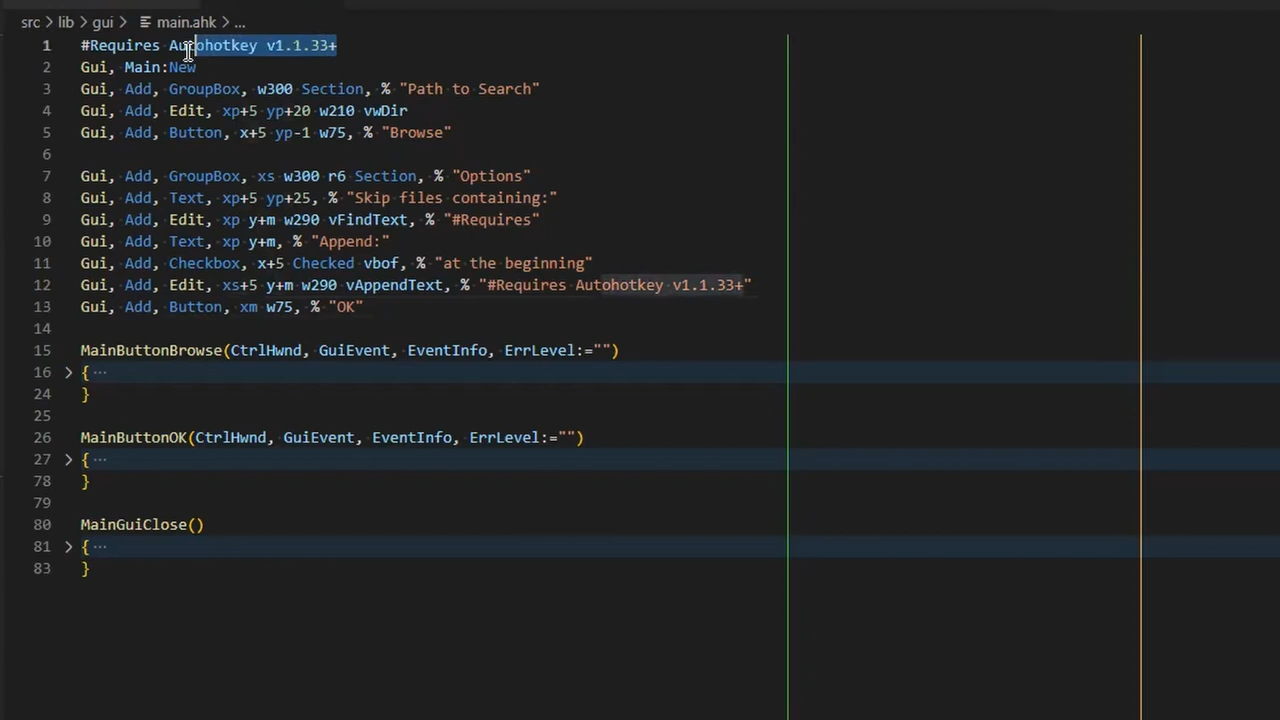 src > lib > gui > main.ahk > ...
1 #Requires Autohotkey v1.1.33+
2 Gui, Main:New
3 Gui, Add, GroupBox, w300 Section, % "Path to Search"
4 Gui, Add, Edit, xp+5 yp+20 w210 vwDir
5 Gui, Add, Button, x+5 yp-1 w75, % "Browse"
6
7 Gui, Add, GroupBox, xs w300 r6 Section, % "Options"
8 Gui, Add, Text, xp+5 yp+25, % "Skip files containing:"
9 Gui, Add, Edit, xp y+m w290 vFindText, % "#Requires"
10 Gui, Add, Text, xp y+m, % "Append:"
11 Gui, Add, Checkbox, x+5 Checked vbof, % "at the beginning"
12 Gui, Add, Edit, xs+5 y+m w290 vAppendText, % "#Requires Autohotkey v1.1.33+"
13 Gui, Add, Button, xm w75, % "OK"
14
15 MainButtonBrowse(CtrlHwnd, GuiEvent, EventInfo, ErrLevel:="")
16 > { ...
24 }
25
26 MainButtonOK(CtrlHwnd, GuiEvent, EventInfo, ErrLevel:="")
27 > { ...
78 }
79
80 MainGuiClose()
81 > { ...
83 }